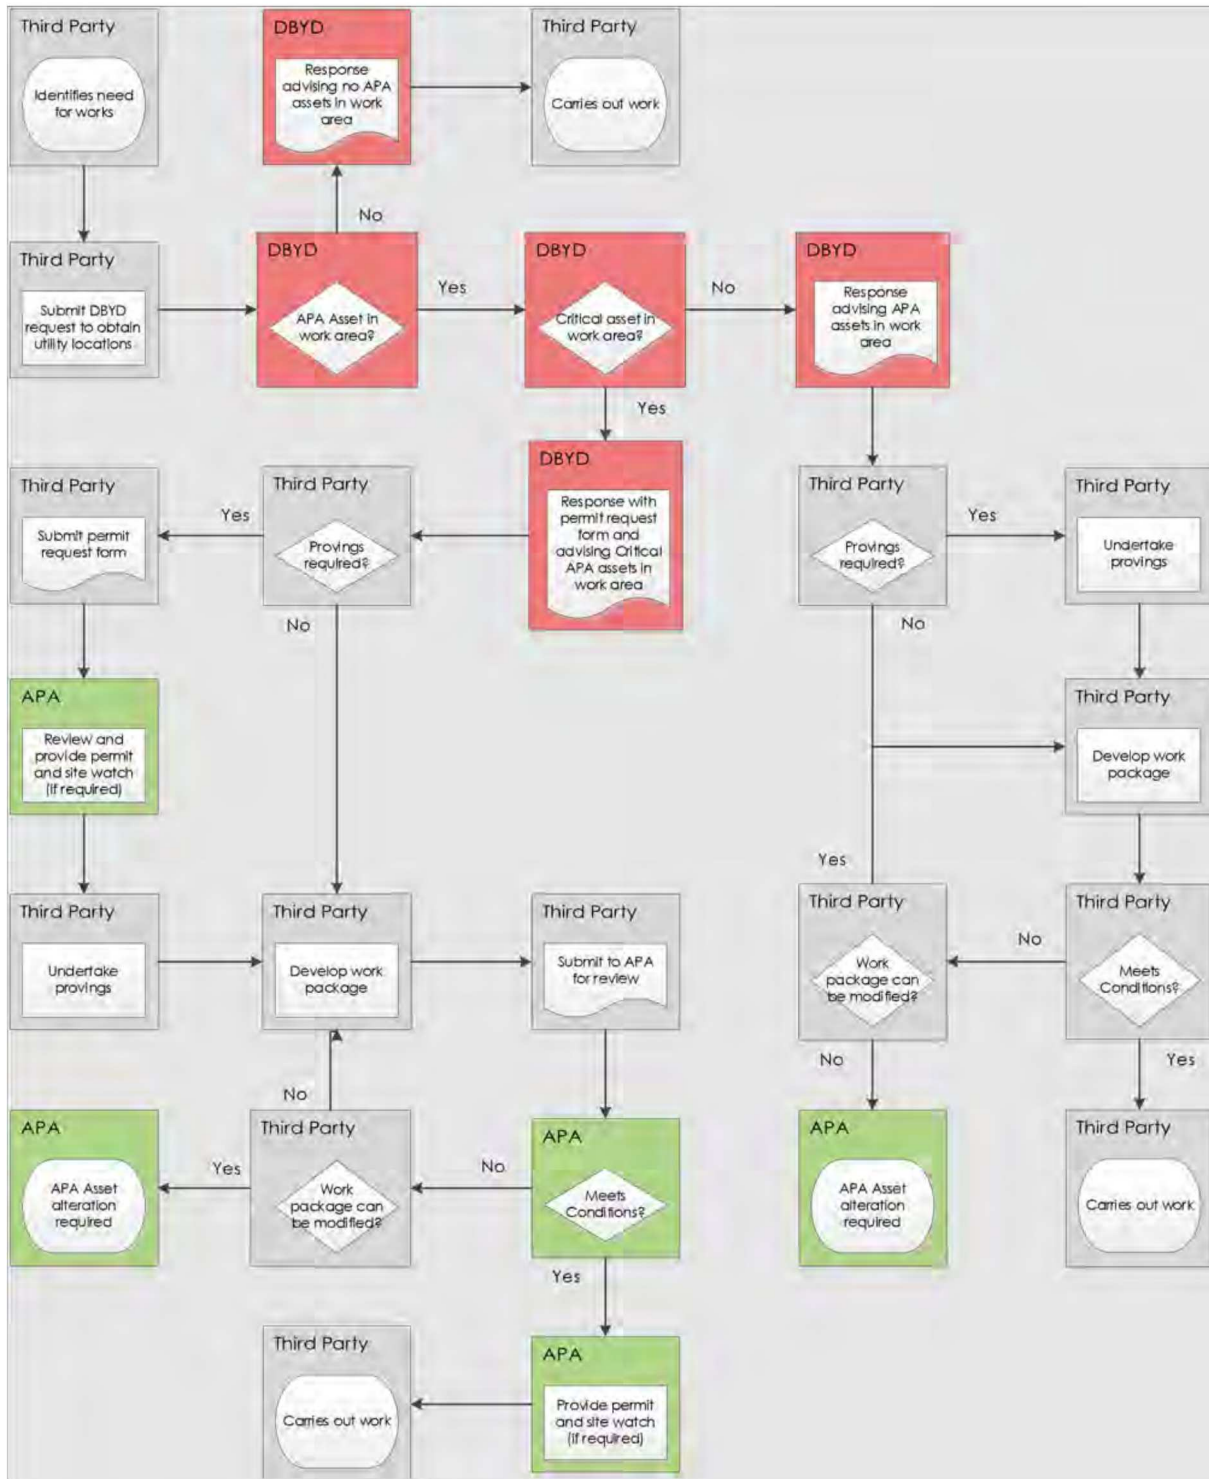 Third Party
Identifies need
for works
DBYD
Response
advising no APA
assets in work
area
Third Party
Carries out work
No
Third Party
Submit DBYD
request to obtain
utility locations
DBYD
APA Asset in
work area?
Yes
DBYD
Critical asset in
work area?
No
DBYD
Response
advising APA
assets in work
area
Yes
Third Party
Submit permit
request form
Yes
Third Party
Provings
required?
No
DBYD
Response with
permit request
form and
advising Critical
APA assets in
work area
Third Party
Provings
required?
Yes
No
Third Party
Undertake
provings
APA
Review and
provide permit
and site watch
(if required)
Third Party
Develop work
package
Yes
Third Party
Undertake
provings
Third Party
Develop work
package
Third Party
Submit to APA
for review
Third Party
Work
package can
be modified?
No
Third Party
Meets
Conditions?
No
No
Yes
APA
APA Asset
alteration
required
Yes
Third Party
Work
package can
be modified?
No
APA
Meets
Conditions?
APA
APA Asset
alteration
required
Third Party
Carries out work
Yes
Third Party
Carries out work
APA
Provide permit
and site watch
(if required)